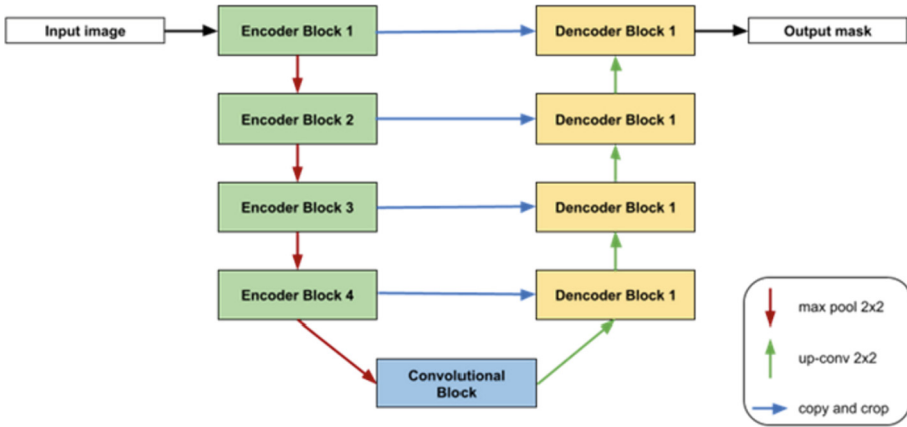 Input image
Encoder Block 1
Dencoder Block 1
Output mask
Encoder Block 2
Dencoder Block 1
Encoder Block 3
Dencoder Block 1
Encoder Block 4
Dencoder Block 1
Convolutional
Block
max pool 2x2
up-conv 2x2
copy and crop